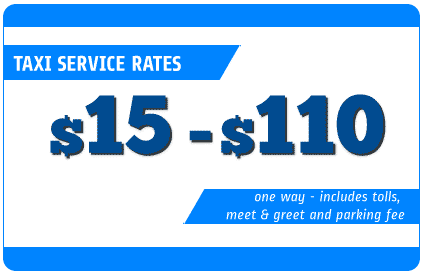 TAXI SERVICE RATES
$15 - $110
one way - includes tolls,
meet & greet and parking fee